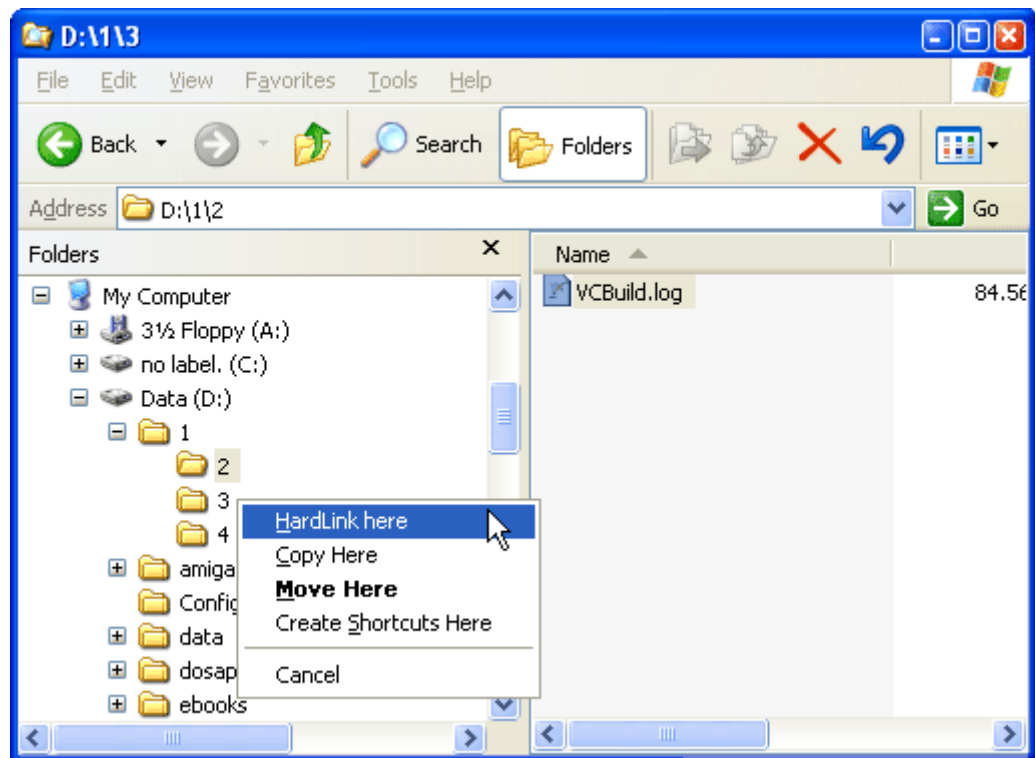 D:\1\3
File Edit View Favorites Tools Help
Back Search Folders
Address D:\1\2 Go
Folders
Name
My Computer
VCBuild.log 84.56
3½ Floppy (A:)
no label. (C:)
Data (D:)
1
2
3
4
HardLink here
Copy Here
Move Here
Create Shortcuts Here
Cancel
amiga
Config
data
dosap
ebooks